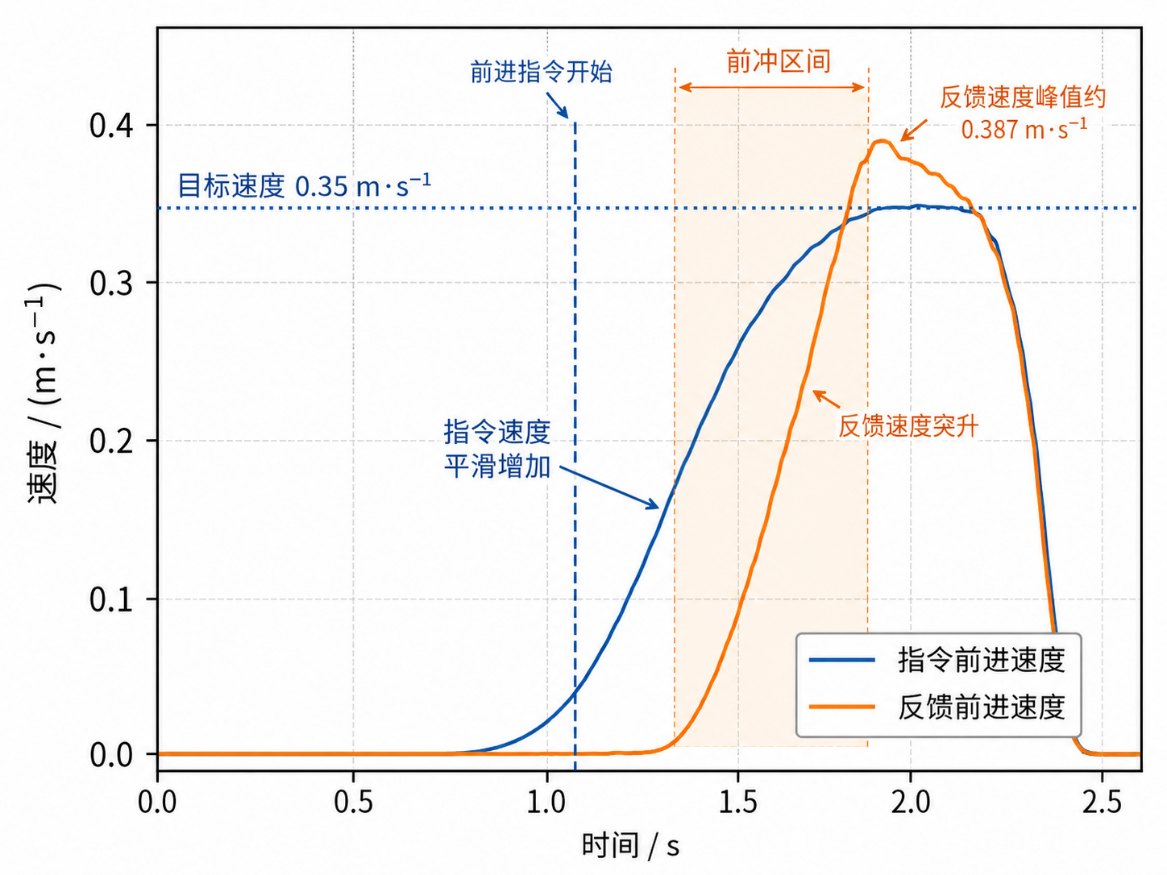 前进指令开始
前冲区间
反馈速度峰值约
0.387 m·s⁻¹
目标速度 0.35 m·s⁻¹
指令速度
平滑增加
反馈速度突升
指令前进速度
反馈前进速度
速度 / (m·s⁻¹)
0.4
0.3
0.2
0.1
0.0
0.0 0.5 1.0 1.5 2.0 2.5
时间 / s